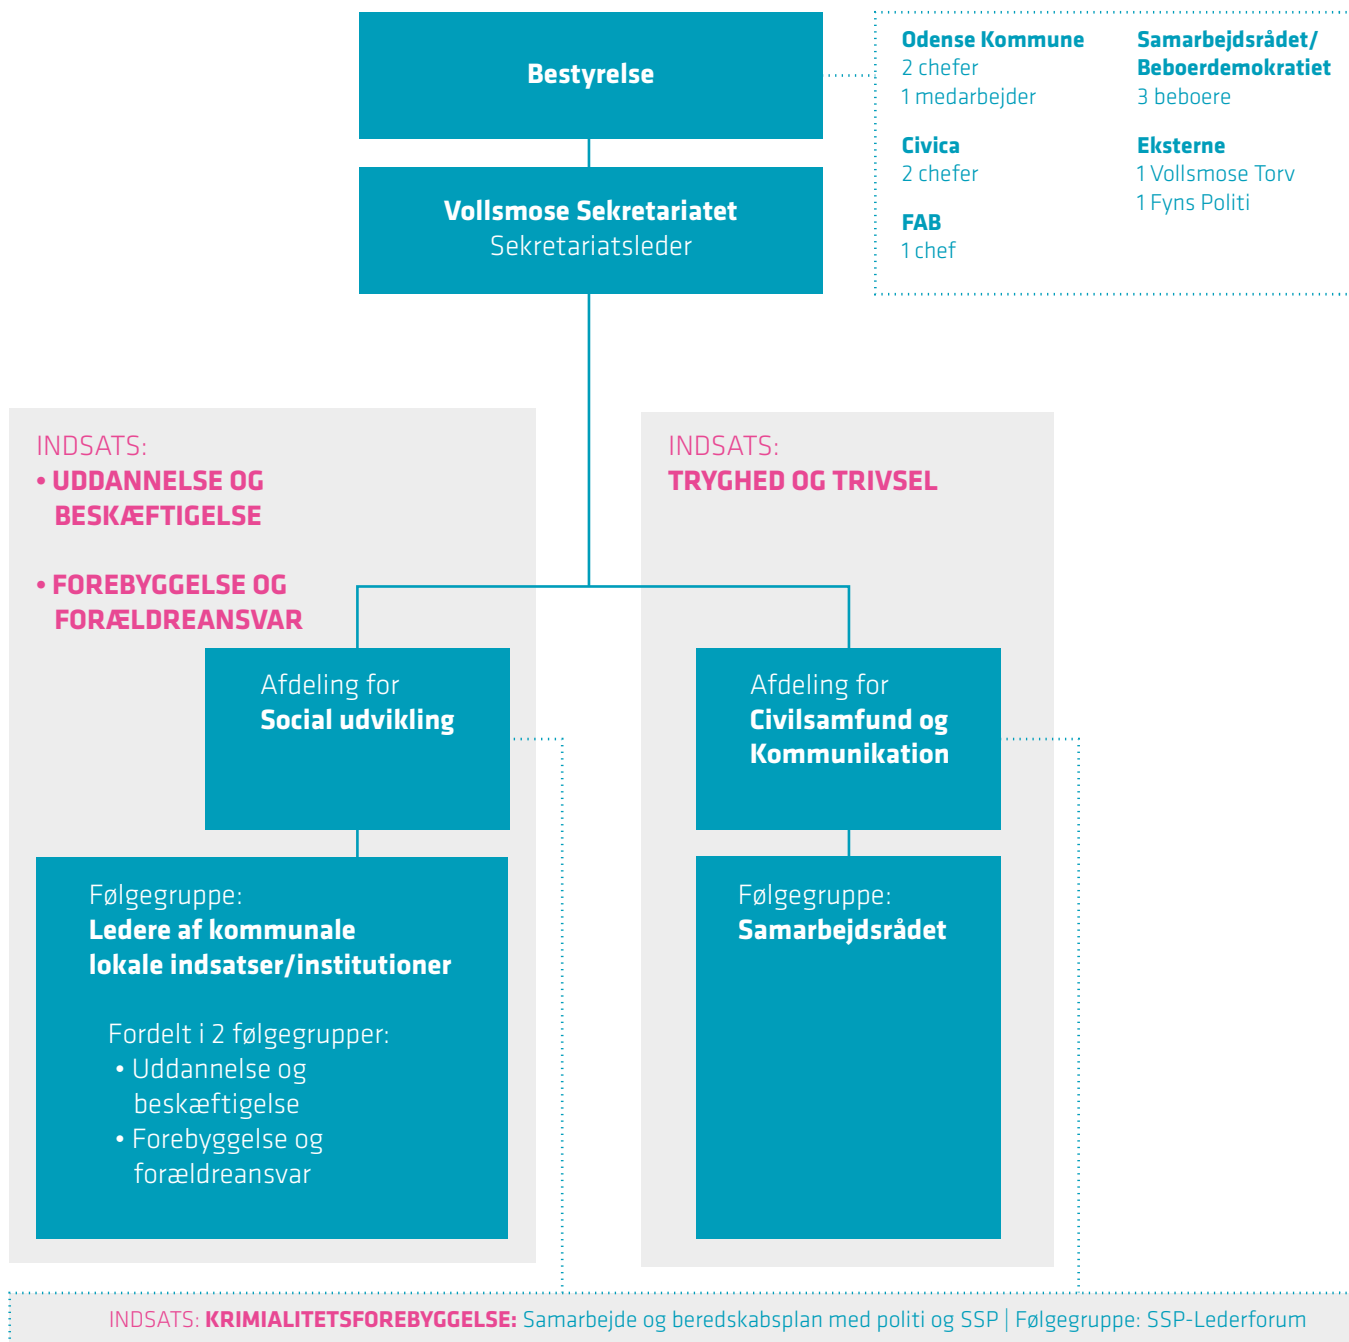 Bestyrelse
Odense Kommune
2 chefer
1 medarbejder
Civica
2 chefer
FAB
1 chef
Samarbejdsrådet/
Beboerdemokratiet
3 beboere
Eksterne
1 Vollsmose Torv
1 Fyns Politi
Vollsmose Sekretariatet
Sekretariatsleder
INDSATS:
• UDDANNELSE OG
BESKÆFTIGELSE
• FOREBYGGELSE OG
FORÆLDREANSVAR
Afdeling for
Social udvikling
Følgegruppe:
Ledere af kommunale
lokale indsatser/institutioner
Fordelt i 2 følgegrupper:
• Uddannelse og
beskæftigelse
• Forebyggelse og
forældreansvar
INDSATS:
TRYGHED OG TRIVSEL
Afdeling for
Civilsamfund og
Kommunikation
Følgegruppe:
Samarbejdsrådet
INDSATS: KRIMIALITETSFOREBYGGELSE: Samarbejde og beredskabsplan med politi og SSP | Følgegruppe: SSP-Lederforum